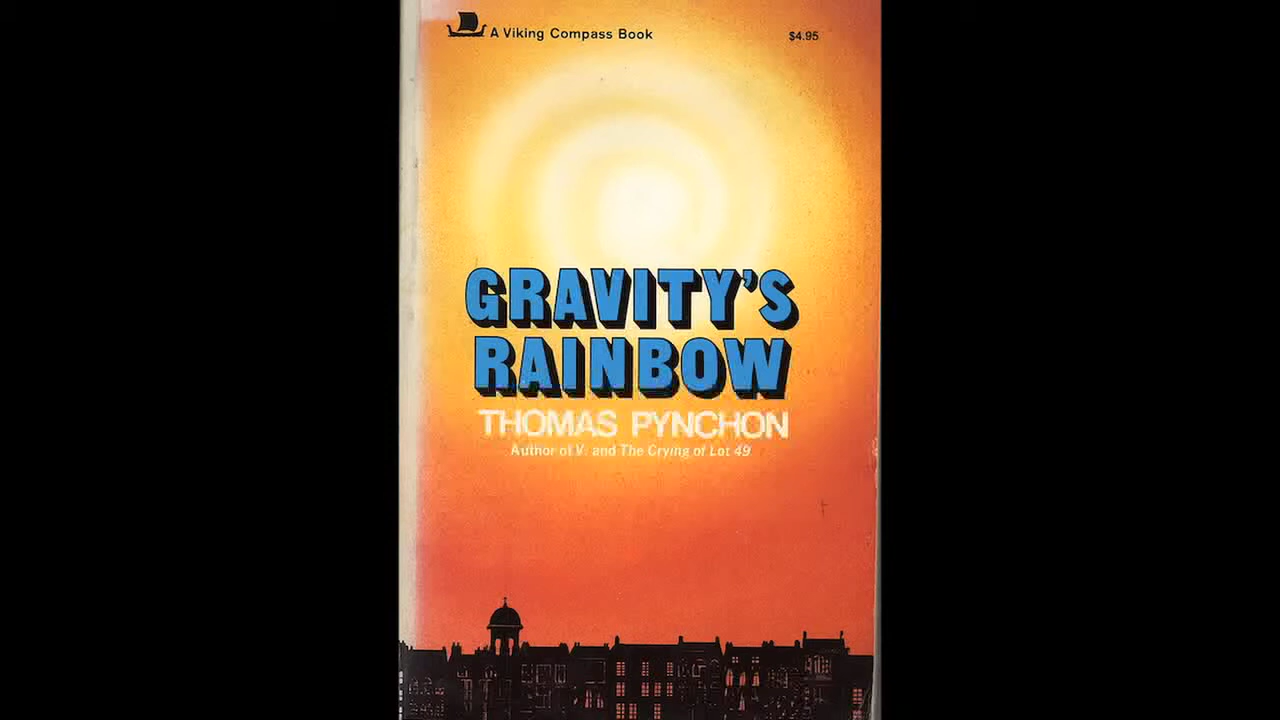 A Viking Compass Book
$4.95
GRAVITY'S
RAINBOW
THOMAS PYNCHON
Author of V. and The Crying of Lot 49